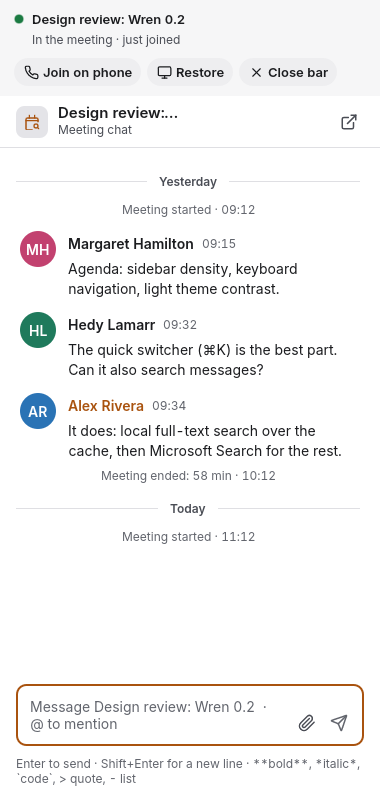 Design review: Wren 0.2
In the meeting · just joined
Join on phone
Restore
Close bar
Design review:...
Meeting chat
Yesterday
Meeting started · 09:12
MH
Margaret Hamilton 09:15
Agenda: sidebar density, keyboard
navigation, light theme contrast.
HL
Hedy Lamarr 09:32
The quick switcher (⌘K) is the best part.
Can it also search messages?
AR
Alex Rivera 09:34
It does: local full-text search over the
cache, then Microsoft Search for the rest.
Meeting ended: 58 min · 10:12
Today
Meeting started · 11:12
Message Design review: Wren 0.2 ·
@ to mention
Enter to send · Shift+Enter for a new line · **bold**, *italic*,
`code`, > quote, - list